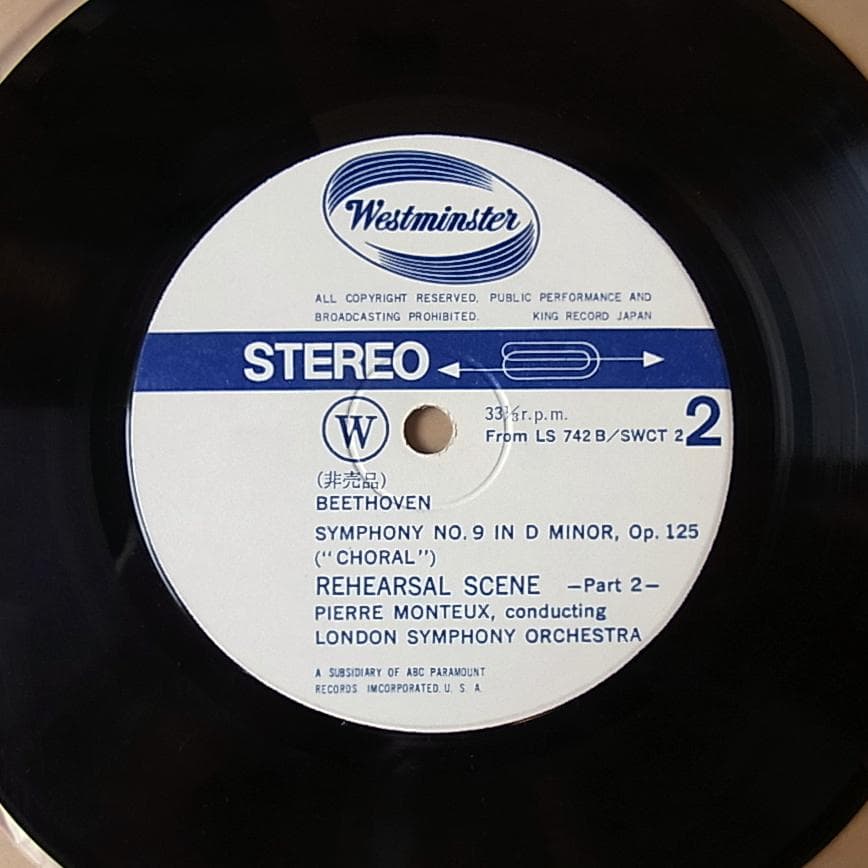 Westminster
ALL COPYRIGHT RESERVED, PUBLIC PERFORMANCE AND
BROADCASTING PROHIBITED. KING RECORD JAPAN
STEREO
W
33⅓r.p.m.
From LS 742 B/SWCT 2
2
(非売品)
BEETHOVEN
SYMPHONY NO. 9 IN D MINOR, Op. 125
("CHORAL")
REHEARSAL SCENE —Part 2—
PIERRE MONTEUX, conducting
LONDON SYMPHONY ORCHESTRA
A SUBSIDIARY OF ABC PARAMOUNT
RECORDS INCORPORATED. U. S. A.